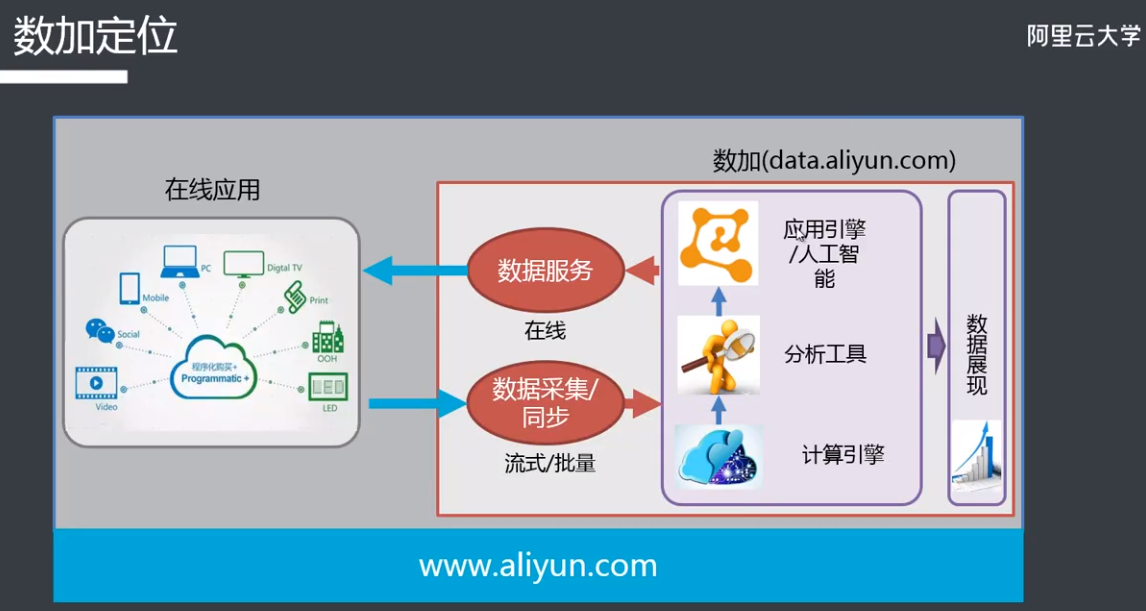 数加定位
阿里云大学
数加(data.aliyun.com)
在线应用
PC
Digtal TV
Mobile
Print
Social
OOH
程序化购买+
Programmatic +
Video
LED
LED
数据服务
在线
数据采集/
同步
流式/批量
应用引擎
/人工智
能
分析工具
计算引擎
数据展现
www.aliyun.com